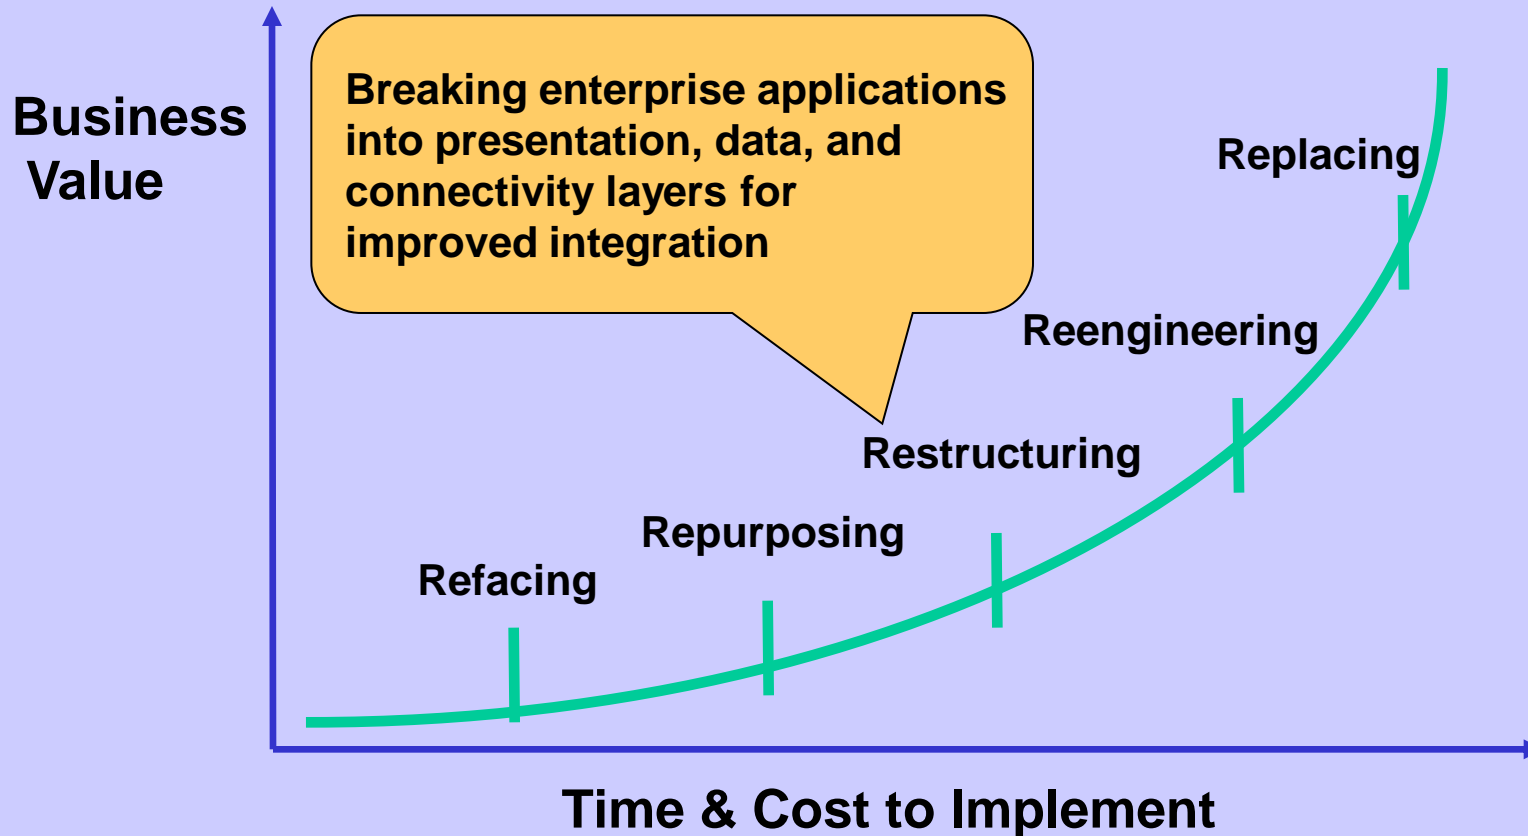 Business
Value
Breaking enterprise applications
into presentation, data, and
connectivity layers for
improved integration
Replacing
Reengineering
Restructuring
Repurposing
Refacing
Time & Cost to Implement